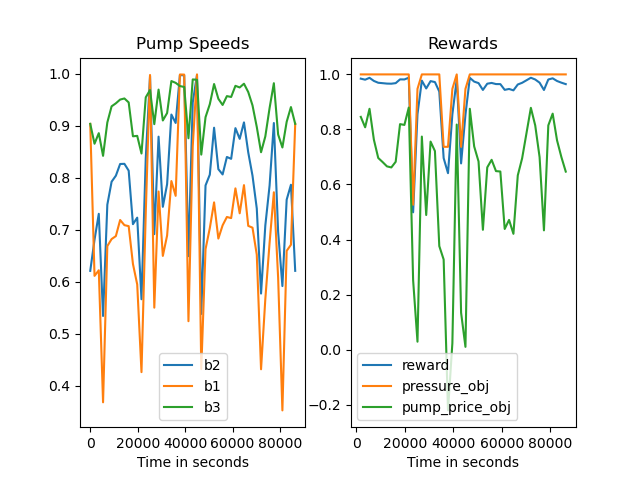 Pump Speeds
1.0
0.9
0.8
0.7
0.6
0.5
0.4
b2
b1
b3
0 20000 40000 60000 80000
Time in seconds
Rewards
1.0
0.8
0.6
0.4
0.2
0.0
−0.2
reward
pressure_obj
pump_price_obj
0 20000 40000 60000 80000
Time in seconds